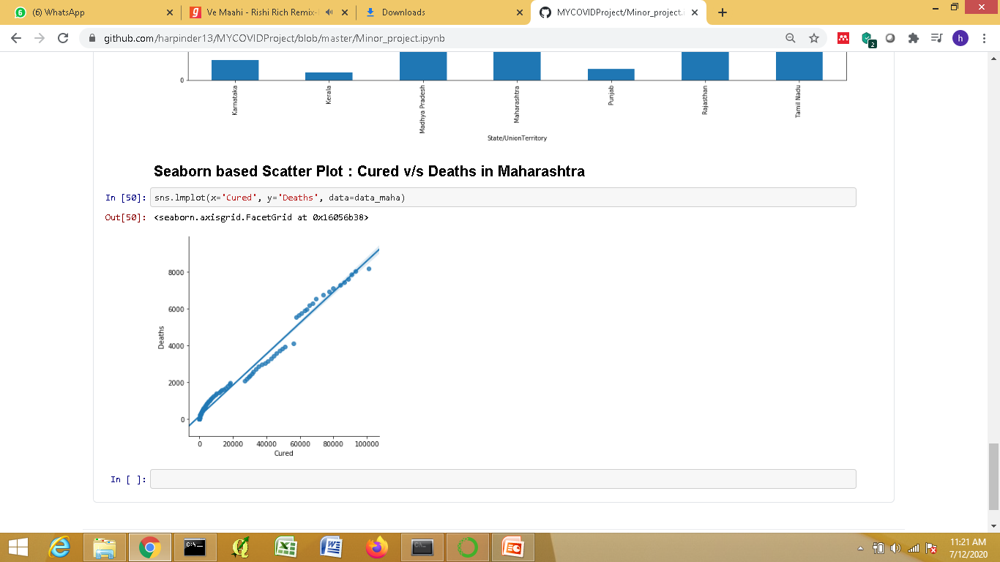 (6) WhatsApp
Ve Maahi - Rishi Rich Remix-
Downloads
MYCOVIDProject/Minor_project.i
github.com/harpinder13/MYCOVIDProject/blob/master/Minor_project.ipynb
2
h
0
Karnataka
Kerala
Madhya Pradesh
Maharashtra
Punjab
Rajasthan
Tamil Nadu
State/UnionTerritory
Seaborn based Scatter Plot : Cured v/s Deaths in Maharashtra
In [50]: sns.lmplot(x='Cured', y='Deaths', data=data_maha)
Out[50]: <seaborn.axisgrid.FacetGrid at 0x16056b38>
8000
6000
4000
2000
0
Deaths
0 20000 40000 60000 80000 100000
Cured
In [ ]:
11:21 AM
7/12/2020